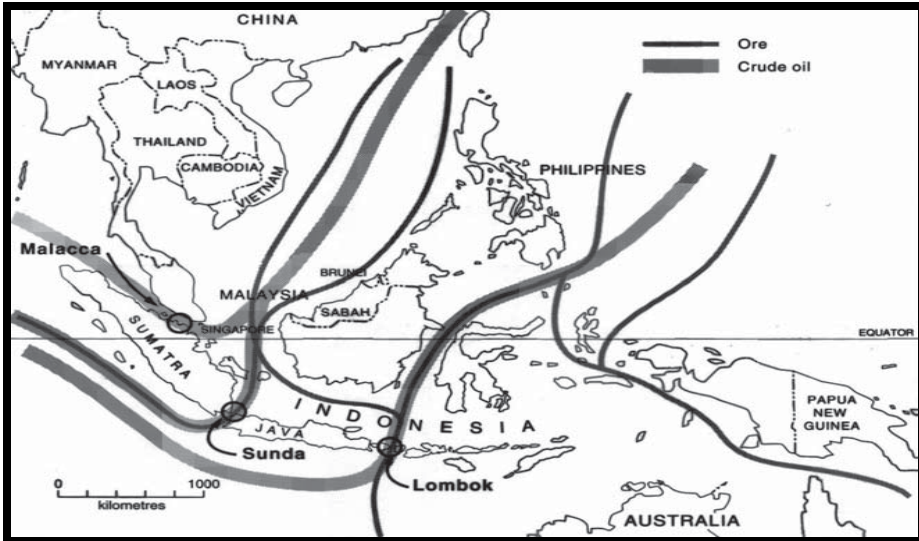 CHINA
Ore
MYANMAR
Crude oil
LAOS
THAILAND
CAMBODIA
VIETNAM
PHILIPPINES
Malacca
BRUNEI
MALAYSIA
SABAH
SINGAPORE
EQUATOR
SUMATRA
INDONESIA
PAPUA
NEW
GUINEA
JAVA
Sunda
0 1000
kilometres
Lombok
AUSTRALIA